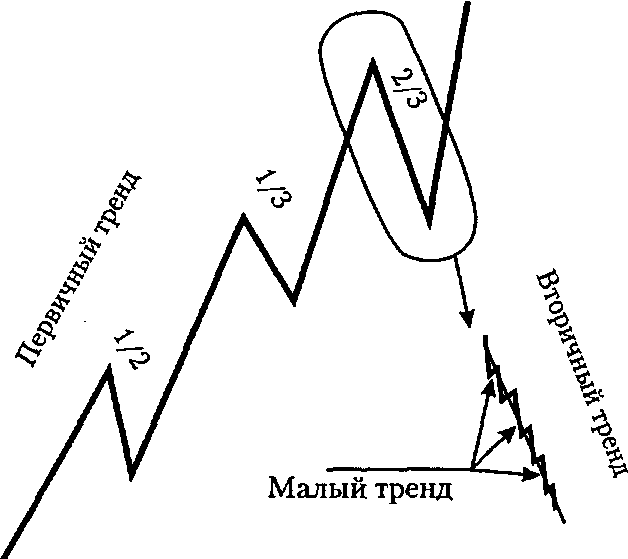 2/3
1/3
Первичный тренд
1/2
Вторичный тренд
Малый тренд